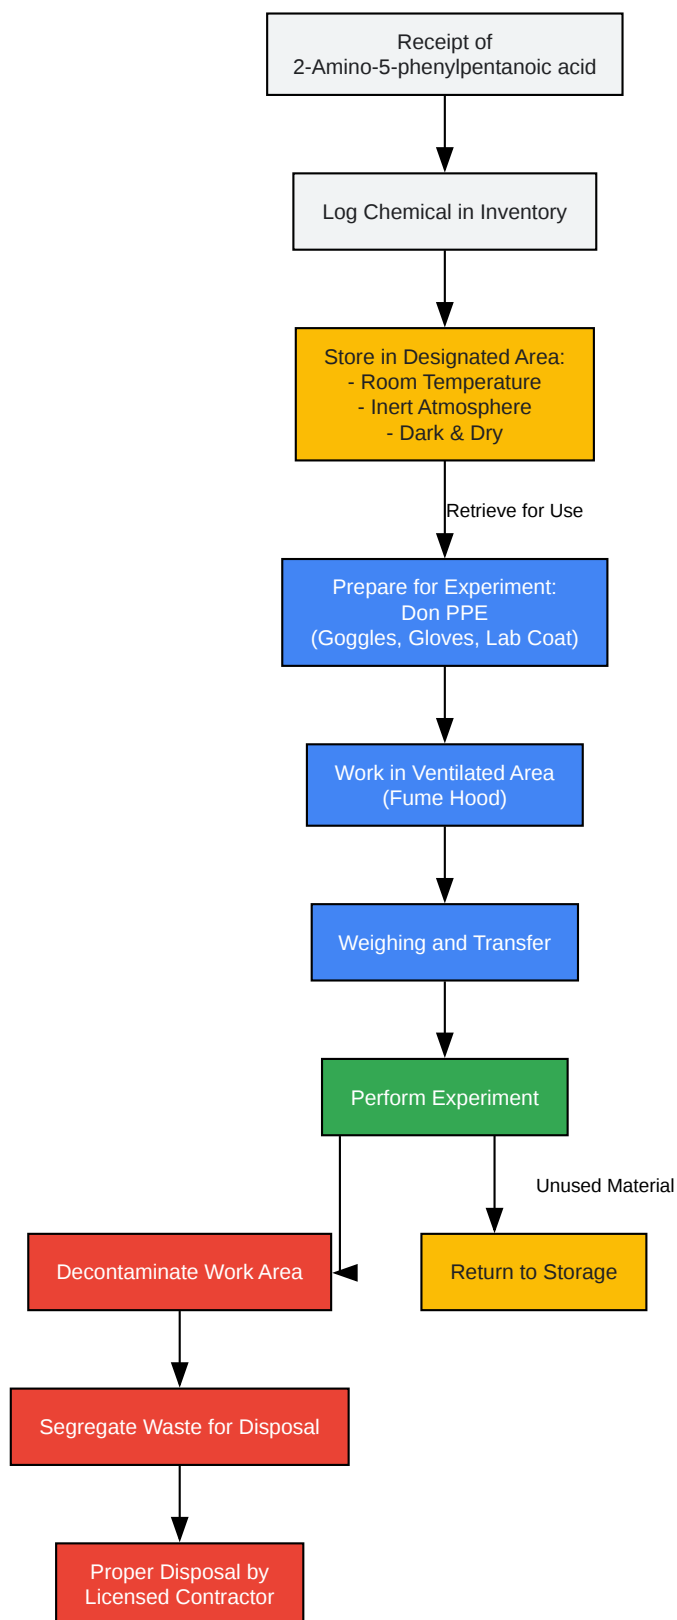 Receipt of
2-Amino-5-phenylpentanoic acid
Log Chemical in Inventory
Store in Designated Area:
- Room Temperature
- Inert Atmosphere
- Dark & Dry
Retrieve for Use
Prepare for Experiment:
Don PPE
(Goggles, Gloves, Lab Coat)
Work in Ventilated Area
(Fume Hood)
Weighing and Transfer
Perform Experiment
Unused Material
Decontaminate Work Area
Return to Storage
Segregate Waste for Disposal
Proper Disposal by
Licensed Contractor